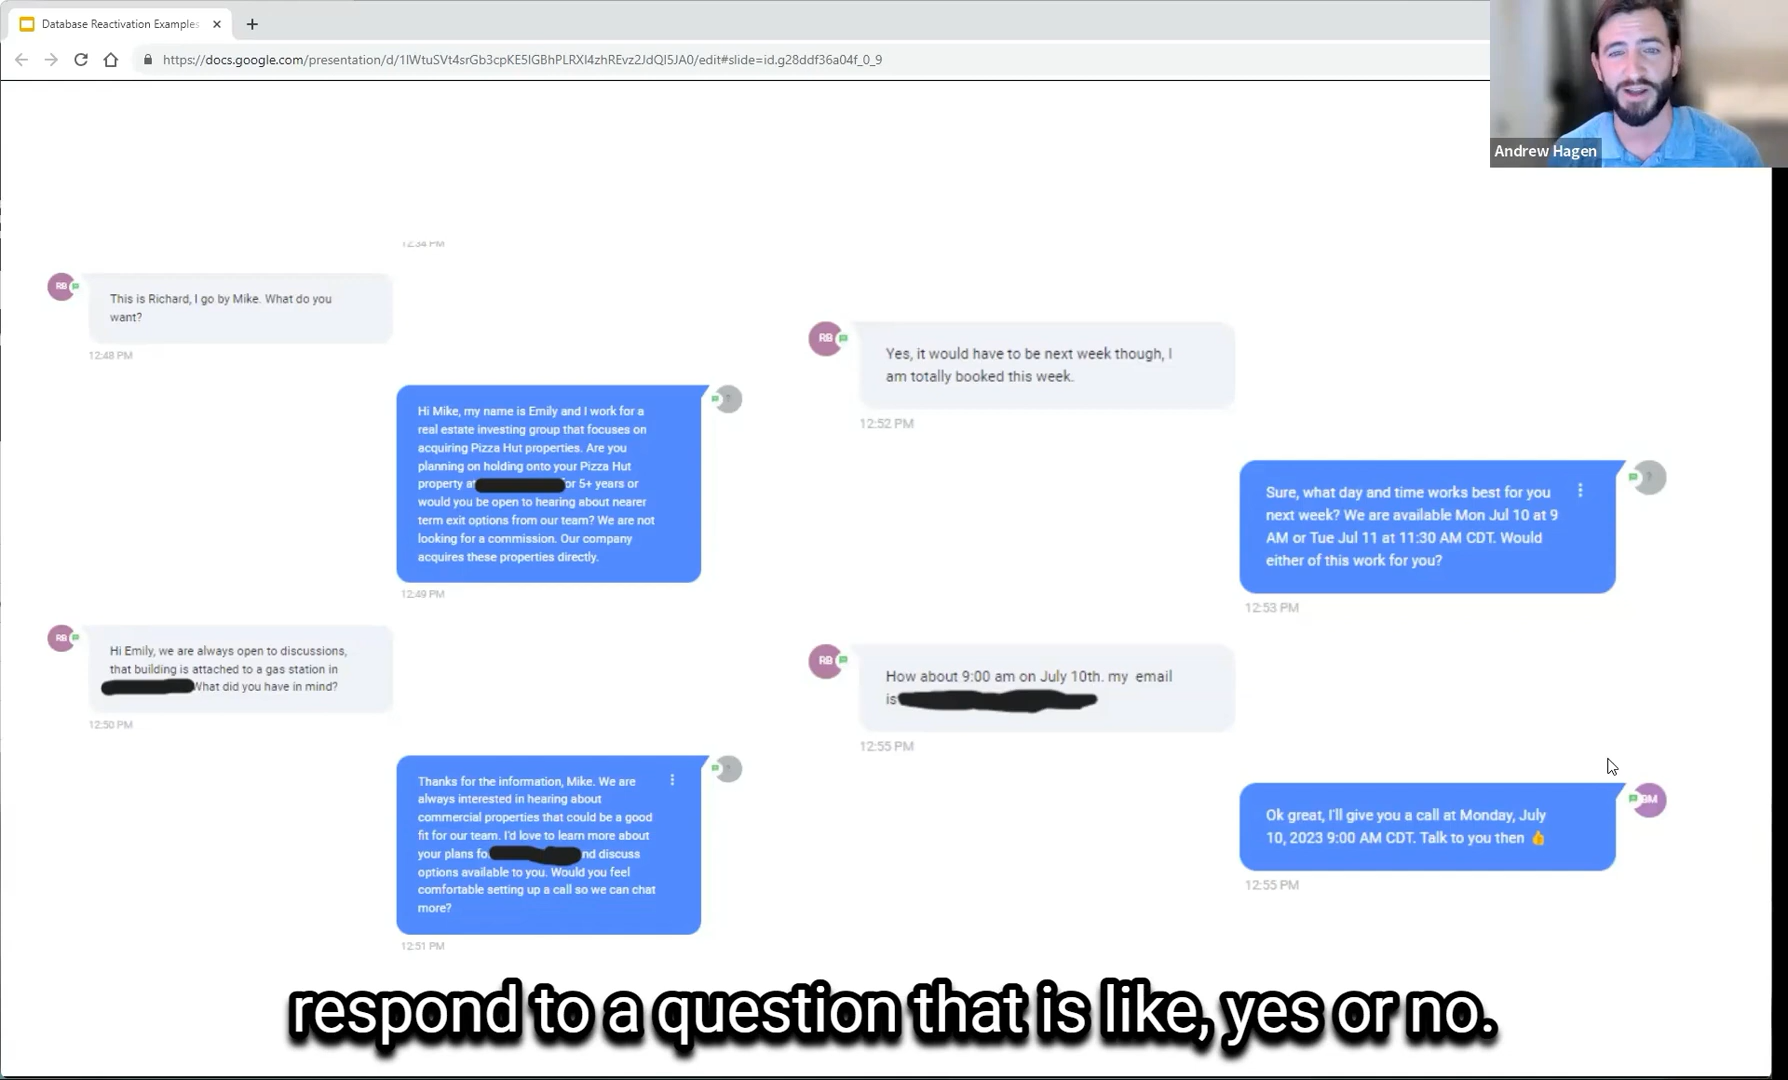 Database Reactivation Examples
https://docs.google.com/presentation/d/1lWtuSVt4srGb3cpKE5lGBhPLRXl4zhREvz2JdQl5JA0/edit#slide=id.g28ddf36a04f_0_9
Andrew Hagen
12:34 PM
RB
This is Richard, I go by Mike. What do you
want?
12:48 PM
Hi Mike, my name is Emily and I work for a
real estate investing group that focuses on
acquiring Pizza Hut properties. Are you
planning on holding onto your Pizza Hut
property at or 5+ years or
would you be open to hearing about nearer
term exit options from our team? We are not
looking for a commission. Our company
acquires these properties directly.
?
12:49 PM
RB
Hi Emily, we are always open to discussions,
that building is attached to a gas station in
What did you have in mind?
12:50 PM
Thanks for the information, Mike. We are
always interested in hearing about
commercial properties that could be a good
fit for our team. I'd love to learn more about
your plans fo nd discuss
options available to you. Would you feel
comfortable setting up a call so we can chat
more?
?
12:51 PM
RB
Yes, it would have to be next week though, I
am totally booked this week.
12:52 PM
Sure, what day and time works best for you
next week? We are available Mon Jul 10 at 9
AM or Tue Jul 11 at 11:30 AM CDT. Would
either of this work for you?
?
12:53 PM
RB
How about 9:00 am on July 10th. my email
is
12:55 PM
Ok great, I'll give you a call at Monday, July
10, 2023 9:00 AM CDT. Talk to you then 👍
BM
12:55 PM
respond to a question that is like, yes or no.